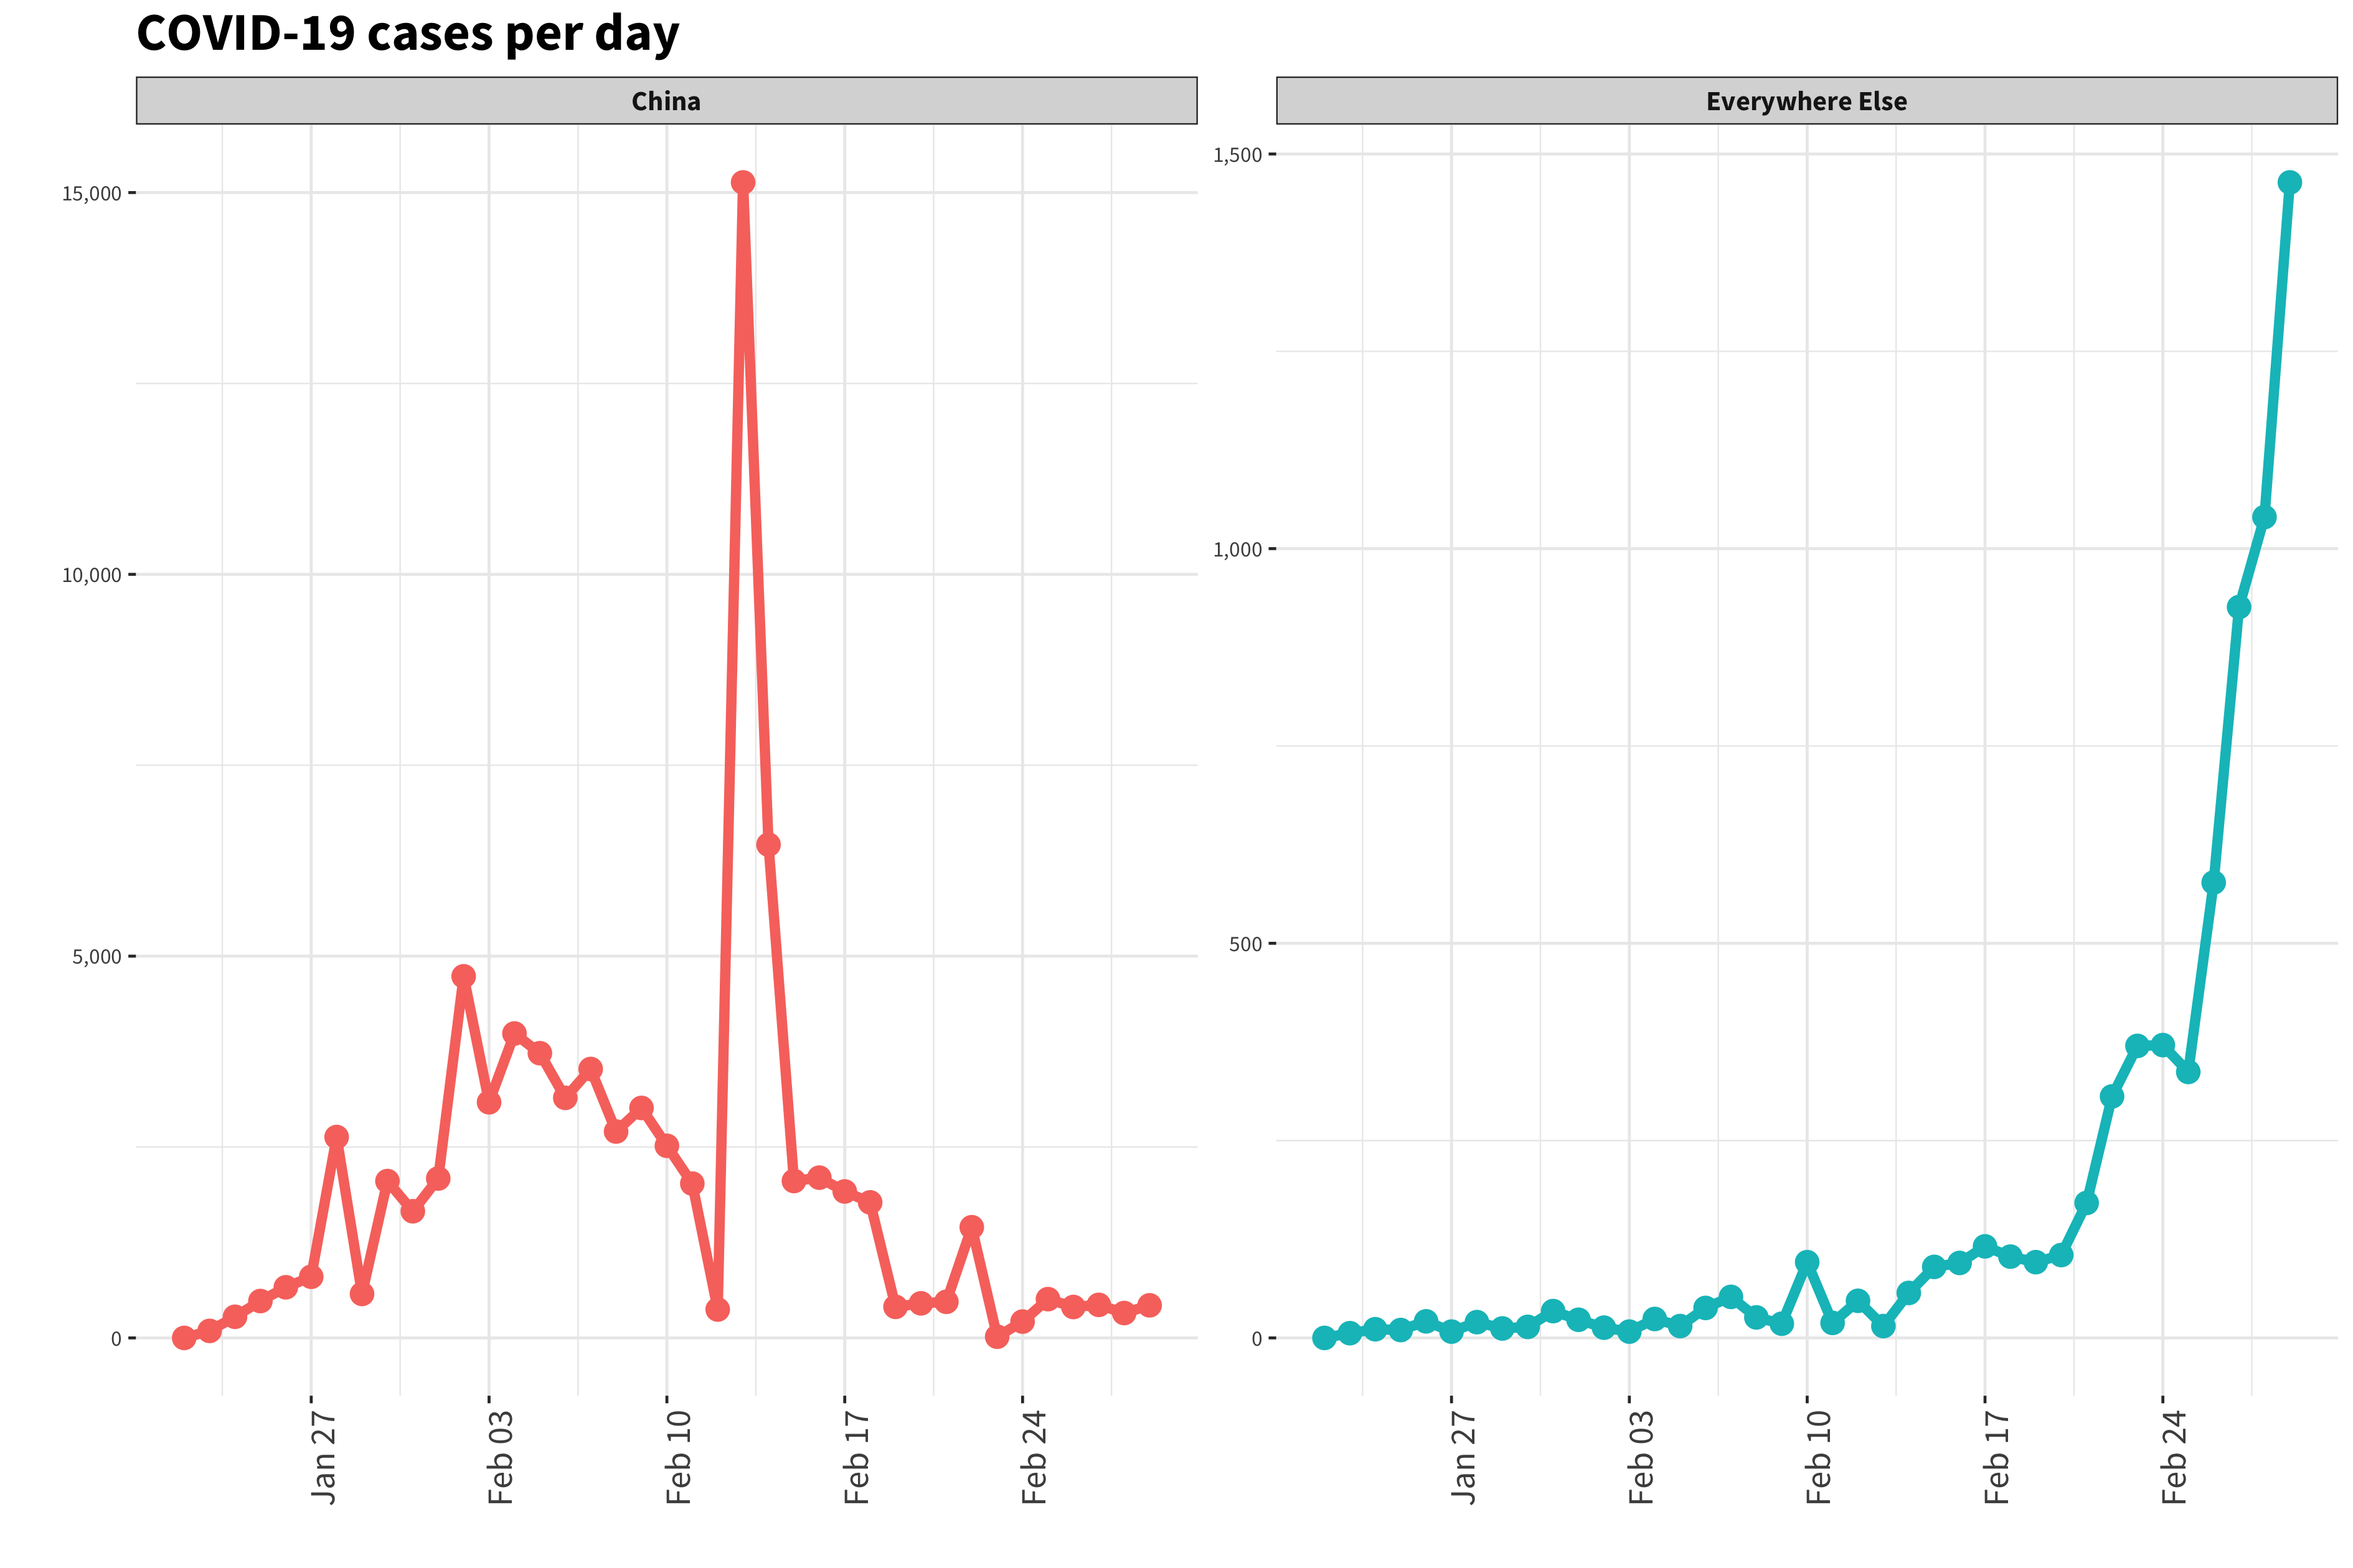 COVID-19 cases per day
China
15,000
10,000
5,000
0
Jan 27
Feb 03
Feb 10
Feb 17
Feb 24
Everywhere Else
1,500
1,000
500
0
Jan 27
Feb 03
Feb 10
Feb 17
Feb 24